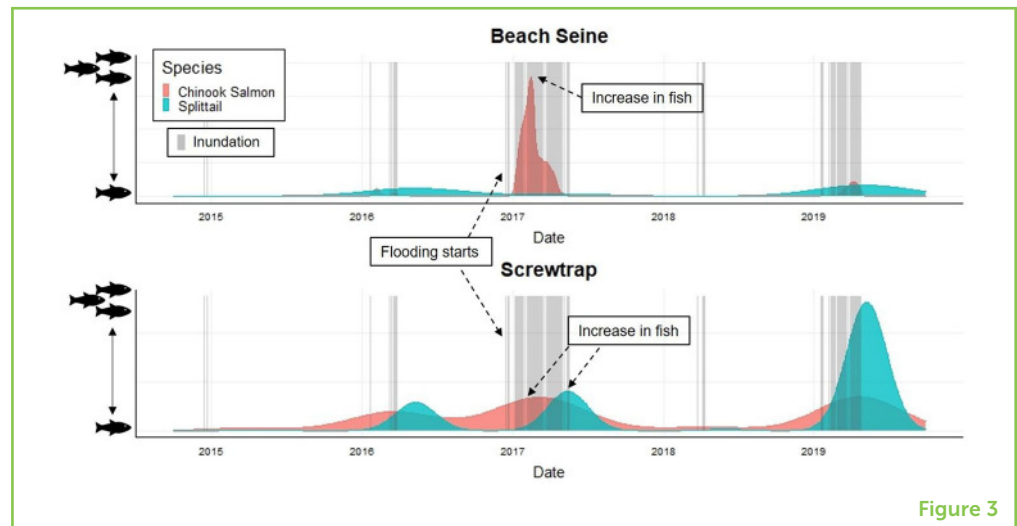 Beach Seine
Species
Chinook Salmon
Splittail
Inundation
Increase in fish
2015 2016 2017 2018 2019
Date
Flooding starts
Screwtrap
Increase in fish
2015 2016 2017 2018 2019
Date
Figure 3